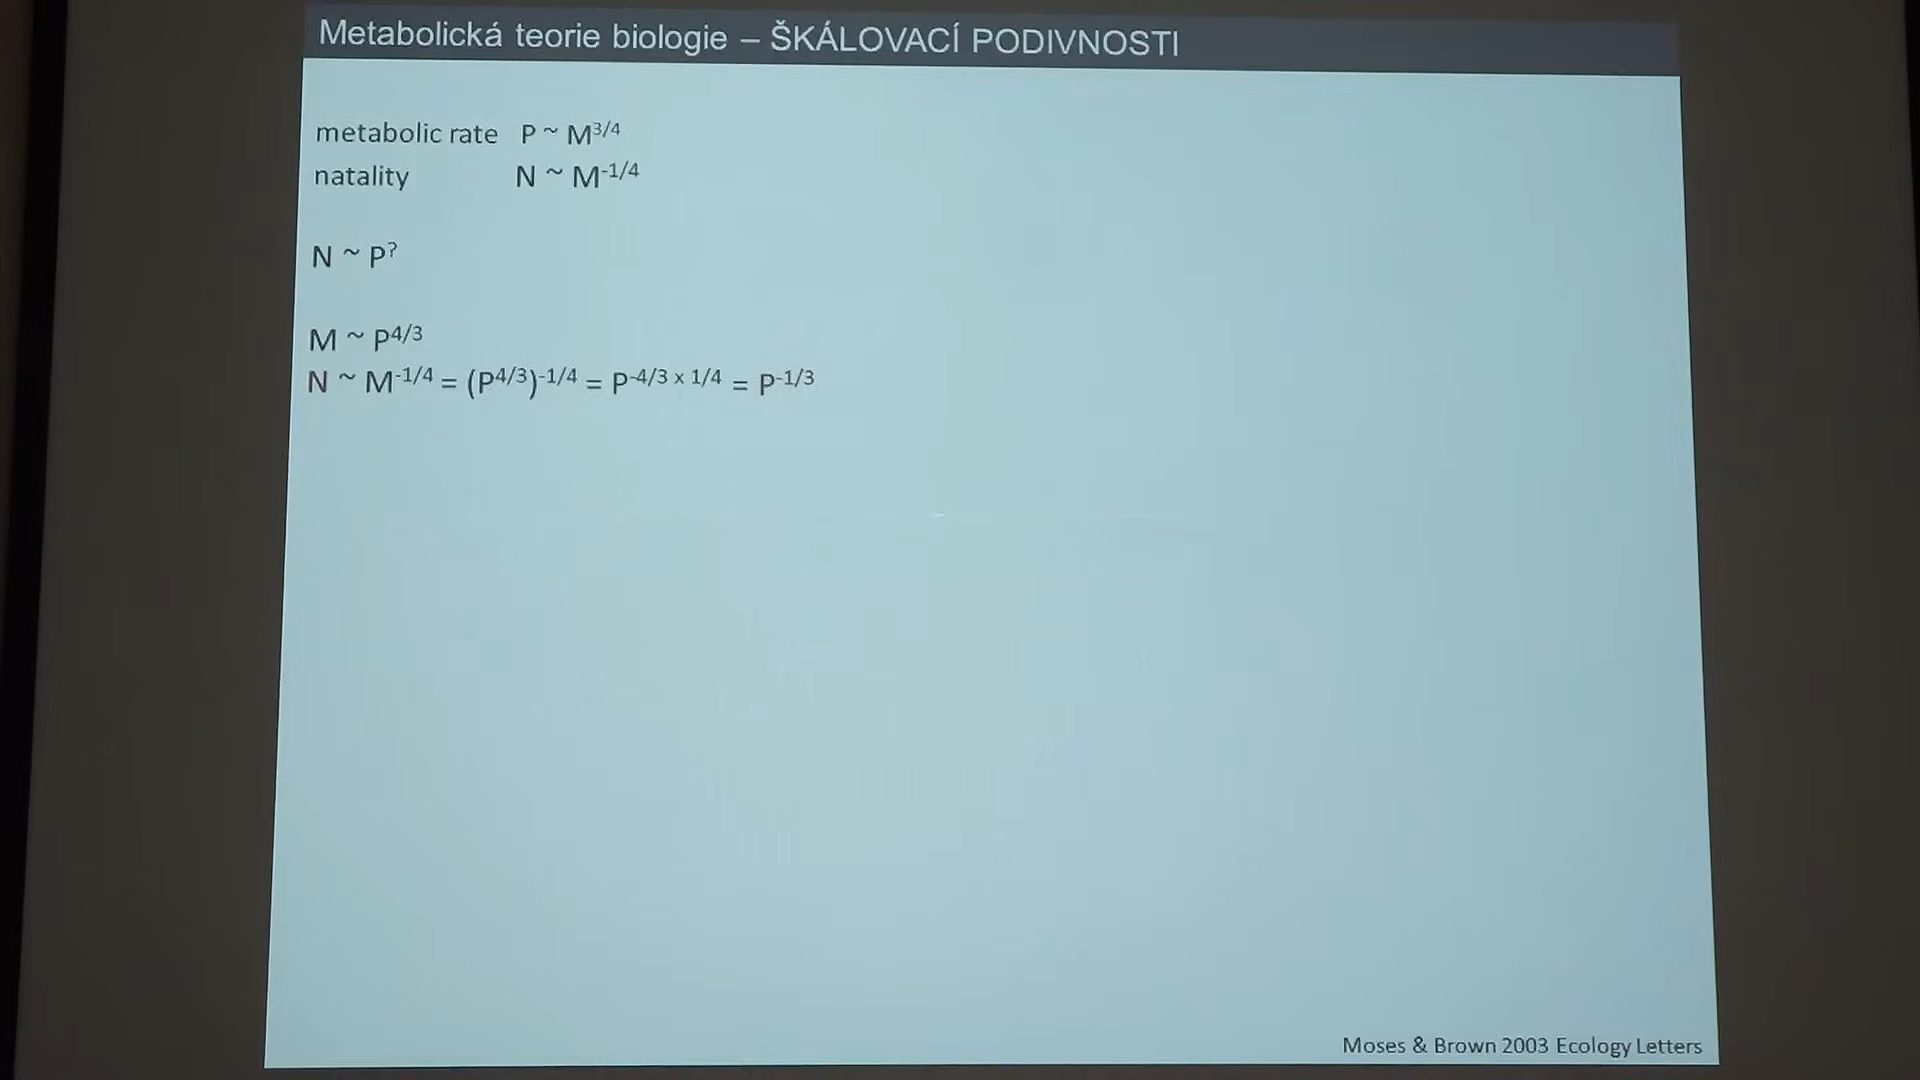 Metabolická teorie biologie – ŠKÁLOVACÍ PODIVNOSTI
metabolic rate P ~ M^3/4
natality N ~ M^-1/4
N ~ P^?
M ~ P^4/3
N ~ M^-1/4 = (P^4/3)^-1/4 = P^-4/3 x 1/4 = P^-1/3
Moses & Brown 2003 Ecology Letters